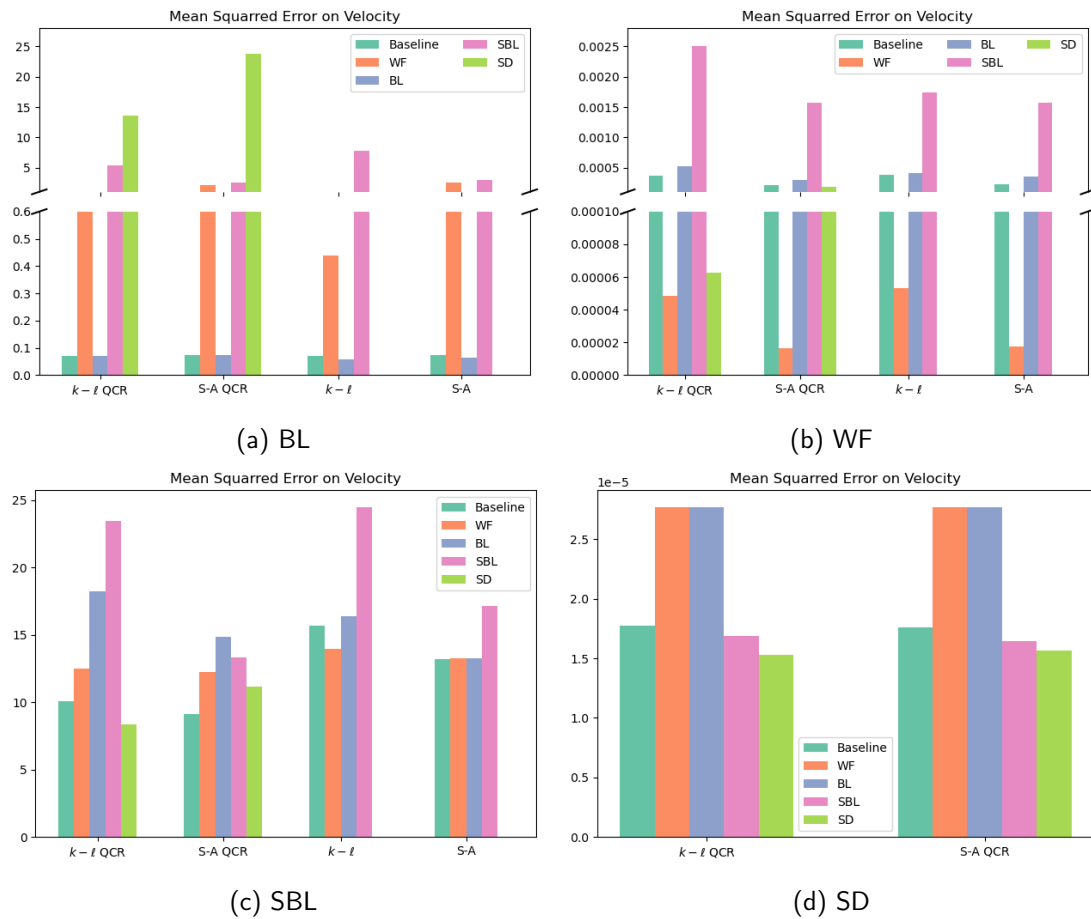 Mean Squarred Error on Velocity
Baseline
WF
BL
SBL
SD
25
20
15
10
5
0.6
0.5
0.4
0.3
0.2
0.1
0.0
k − ℓ QCR
S-A QCR
k − ℓ
S-A
(a) BL
Mean Squarred Error on Velocity
Baseline
WF
BL
SBL
SD
0.0025
0.0020
0.0015
0.0010
0.0005
0.00010
0.00008
0.00006
0.00004
0.00002
0.00000
k − ℓ QCR
S-A QCR
k − ℓ
S-A
(b) WF
Mean Squarred Error on Velocity
Baseline
WF
BL
SBL
SD
25
20
15
10
5
0
k − ℓ QCR
S-A QCR
k − ℓ
S-A
(c) SBL
Mean Squarred Error on Velocity
1e−5
2.5
2.0
1.5
1.0
0.5
0.0
Baseline
WF
BL
SBL
SD
k − ℓ QCR
S-A QCR
(d) SD